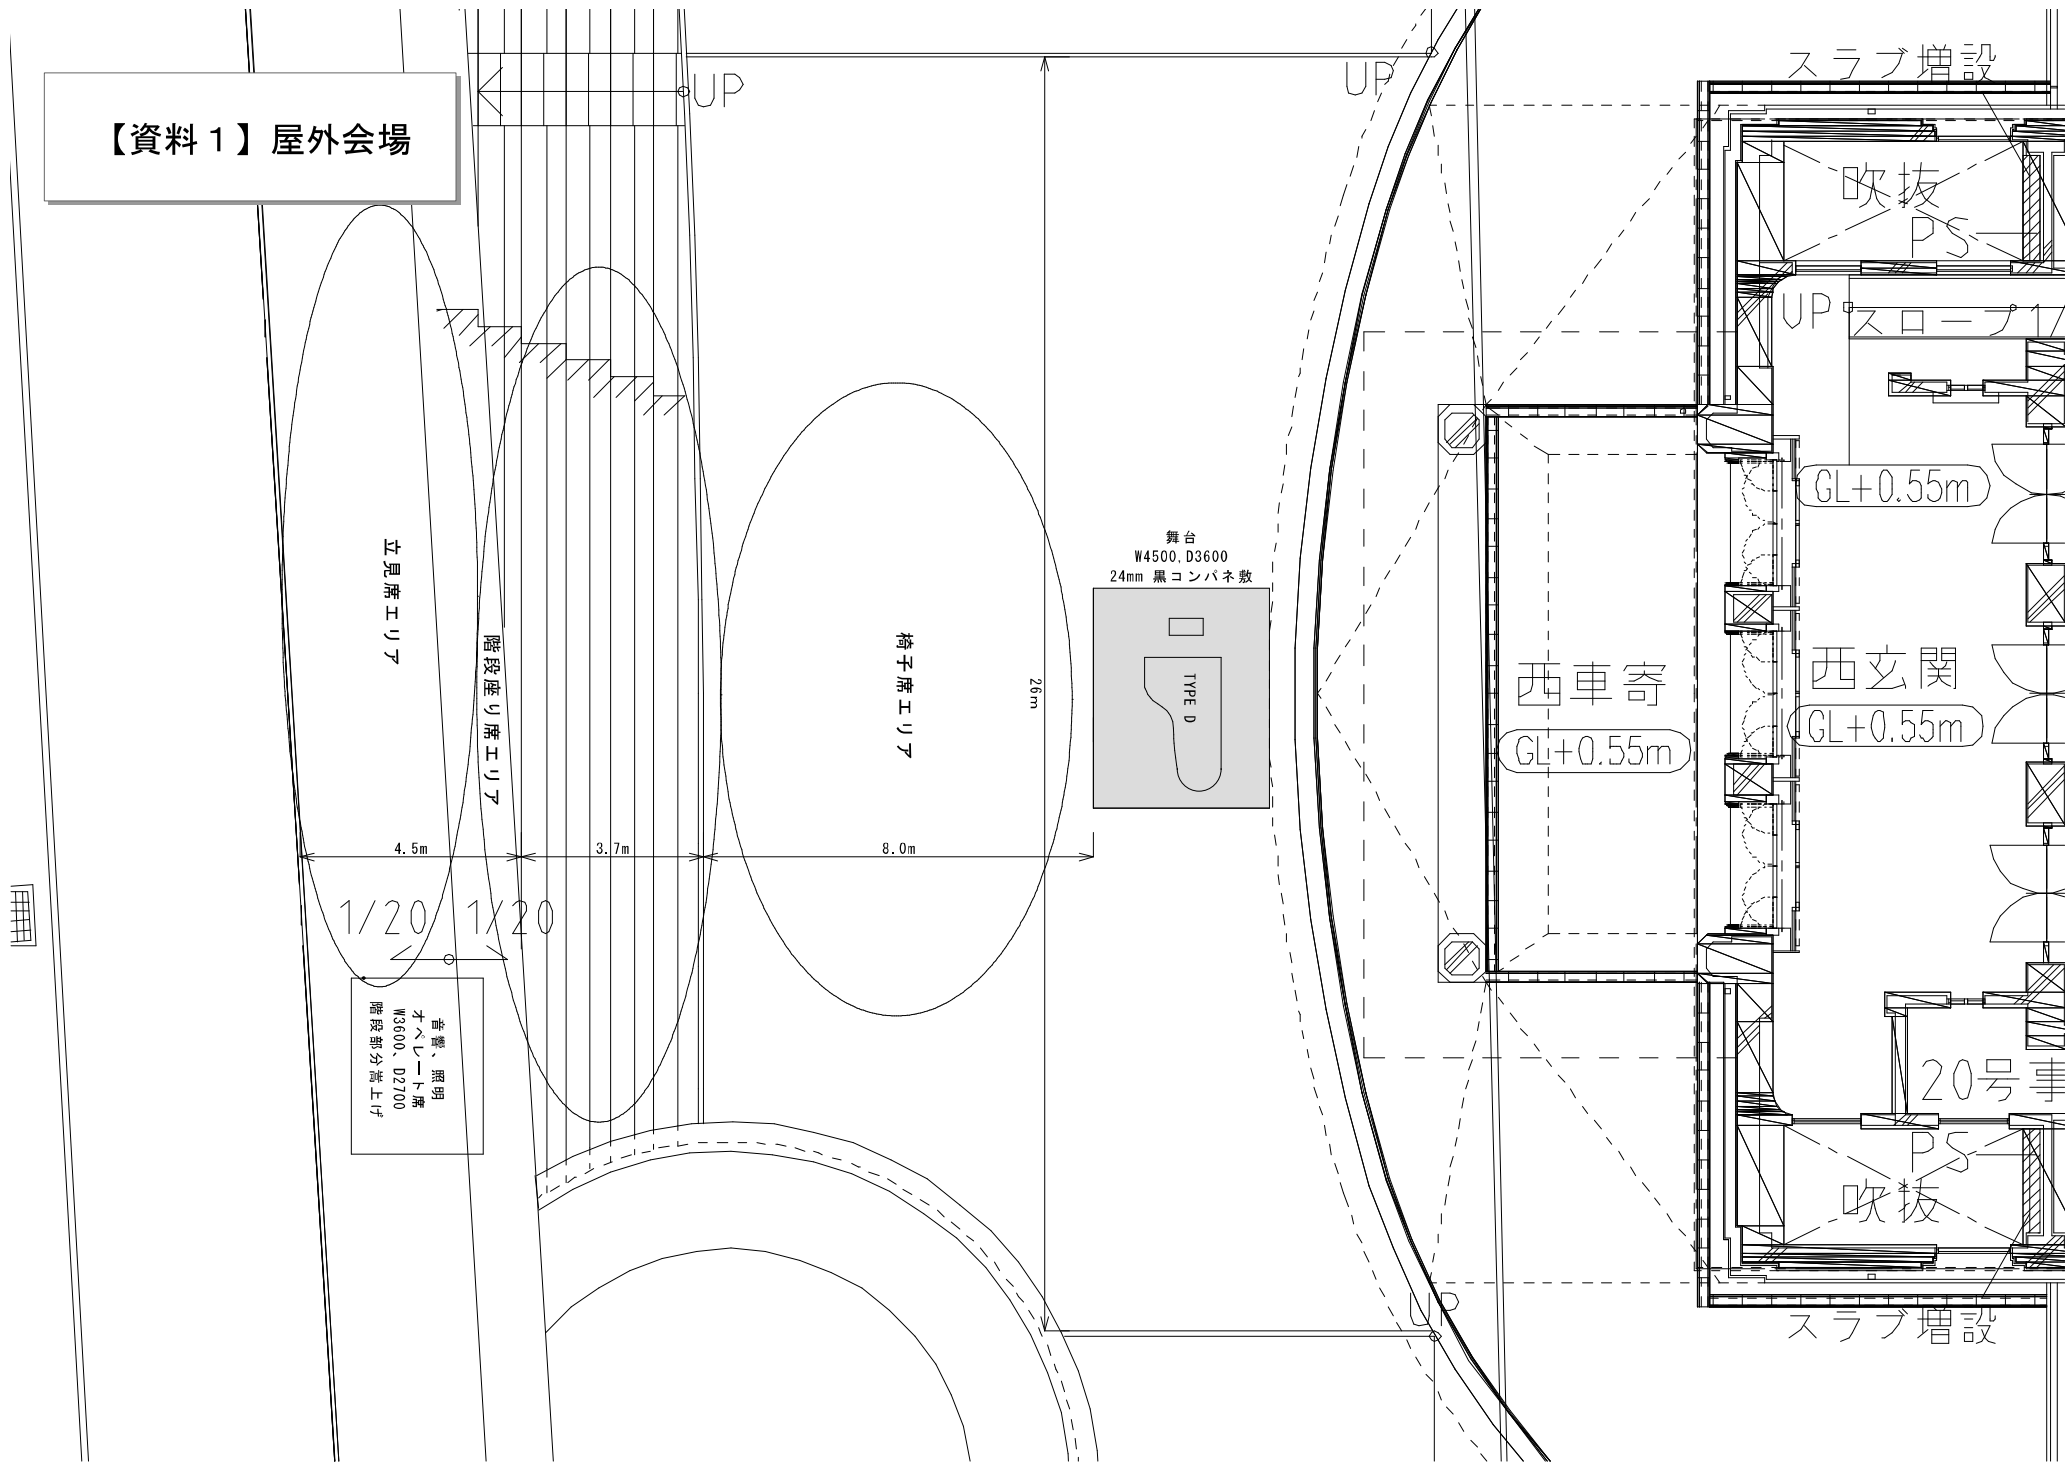 【資料１】屋外会場
UP
UP
スラブ増設
吹抜
PS
UP
スロープ1/
GL+0.55m
舞台
W4500,D3600
24mm 黒コンパネ敷
TYPE D
立見席エリア
階段座り席エリア
椅子席エリア
26m
西車寄
GL+0.55m
西玄関
GL+0.55m
4.5m
3.7m
8.0m
1/20
1/20
音響、照明
オペレート席
W3600、D2700
階段部分嵩上げ
20号事
PS
吹抜
UP
スラブ増設